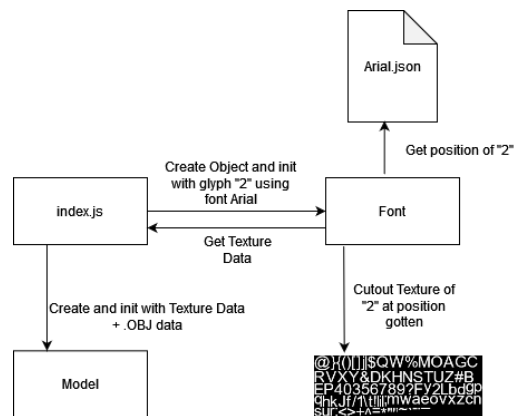 Arial.json
Get position of "2"
Create Object and init
with glyph "2" using
font Arial
index.js
Font
Get Texture
Data
Create and init with Texture Data
+ .OBJ data
Cutout Texture of
"2" at position
gotten
Model
@}{()[]|$QW%MOAGC
RVXY&DKHNSTUZ#B
EP40356789?Fy2Lbdgp